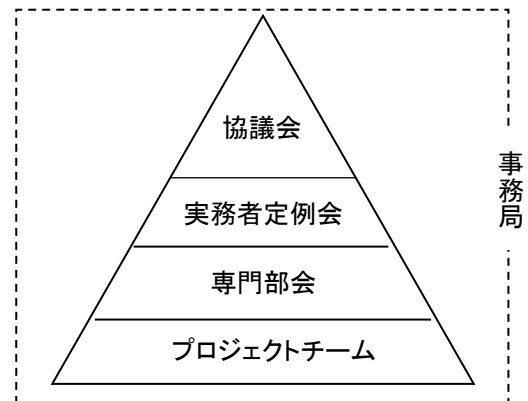 協議会
実務者定例会
専門部会
プロジェクトチーム
事務局